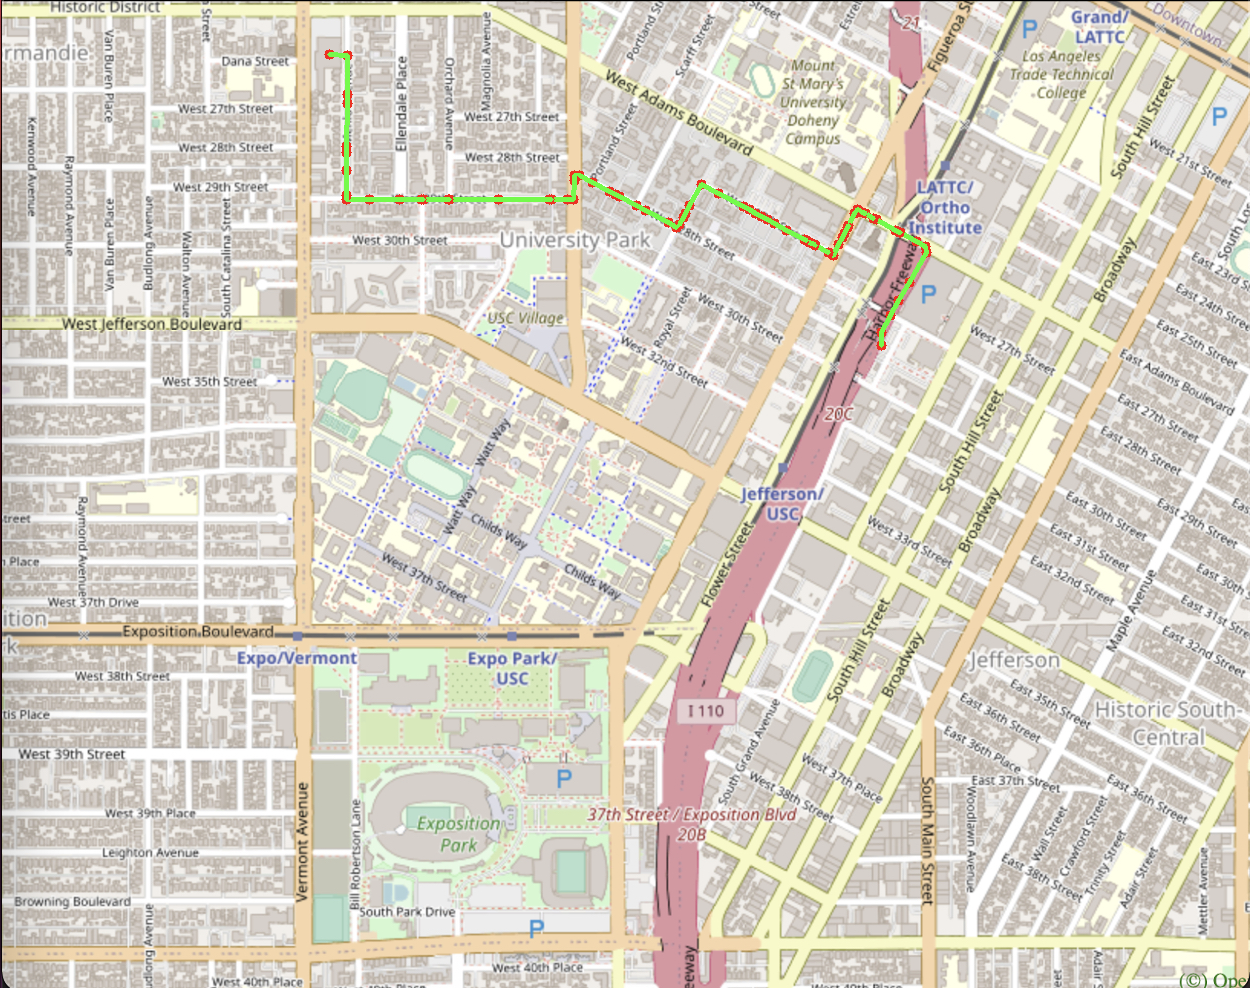 Historic District
Street
Portland St
Scarff Street
Estre
21
Figueroa S
Grand/
LATTC
Downtown
rmandie
Van Buren Place
Dana Street
Ellendale Place
Orchard Avenue
Magnolia Avenue
West Adams Boulevard
Mount
St Mary's
University
Doheny
Campus
Los Angeles
Trade Technical
College
P
P
South Hill Street
West 21st Street
West 27th Street
West 27th Street
Kenwood Avenue
Raymond Avenue
West 28th Street
West 28th Street
Portland Street
West 29th Street
LATTC/
Ortho
Institute
Van Buren Place
Budlong Avenue
Walton Avenue
South Catalina Street
West 30th Street
University Park
8th Street
South Lo
East 23rd
Broadway
East 24th Street
Harbor Freeway
P
USC Village
Royal Street
West 30th Street
West Jefferson Boulevard
West 32nd Street
West 27th Street
East 25th Street
East Adams Boulevard
West 35th Street
20C
East 27th Street
Watt Way
South Hill Street
East 28th Street
Raymond Avenue
Watt Way
Jefferson/
USC
Broadway
East 30th Street
East 29th Street
treet
Childs Way
West 33rd Street
East 31st Street
East 30th
Place
West 37th Street
Childs Way
Flower Street
East 32nd Street
Maple Avenue
East 31st
West 37th Drive
South Hill Street
East 32nd Street
ition
Exposition Boulevard
k
Expo/Vermont
Expo Park/
USC
Broadway
Jefferson
West 38th Street
East 35th Street
I 110
East 36th Street
Historic South-
Central
tis Place
South Grand Avenue
East 36th Place
West 39th Street
West 37th Place
P
East 37th Street
East 36th Street
West 38th Street
West 39th Place
Vermont Avenue
Bill Robertson Lane
Exposition
Park
37th Street / Exposition Blvd
20B
South Main Street
Woodlawn Avenue
Wall Street
Crawford Street
Trinity Street
Adair Street
Leighton Avenue
East 38th Street
Mettler Avenue
Browning Boulevard
South Park Drive
P
udlong Avenue
eeway
West 40th Place
West 40th Place
eet
Adair S
(©) Ope